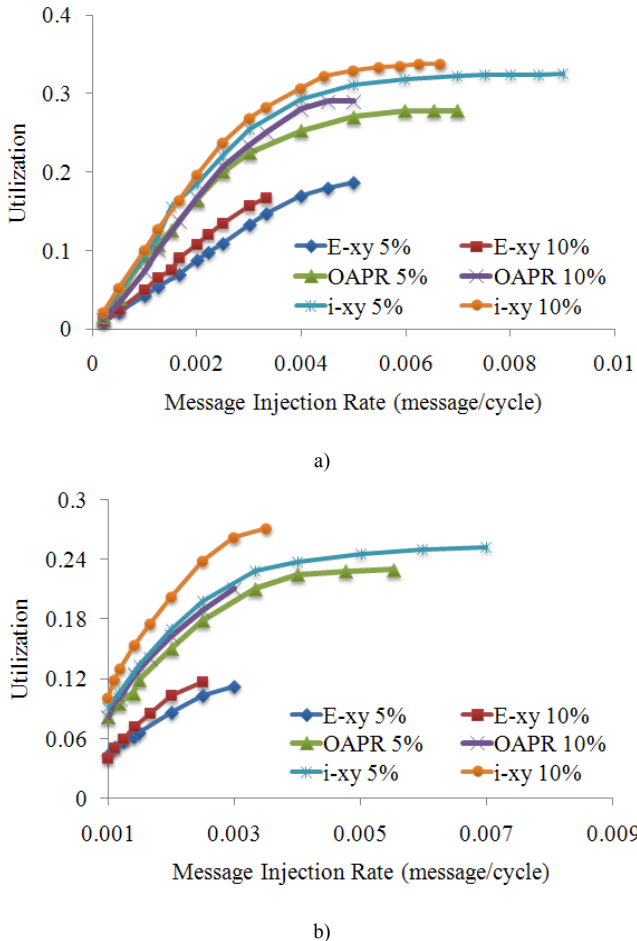 0.4
0.3
0.2
0.1
0
Utilization
E-xy 5%
E-xy 10%
OAPR 5%
OAPR 10%
i-xy 5%
i-xy 10%
0 0.002 0.004 0.006 0.008 0.01
Message Injection Rate (message/cycle)
a)
0.3
0.24
0.18
0.12
0.06
0
Utilization
E-xy 5%
E-xy 10%
OAPR 5%
OAPR 10%
i-xy 5%
i-xy 10%
0.001 0.003 0.005 0.007 0.009
Message Injection Rate (message/cycle)
b)